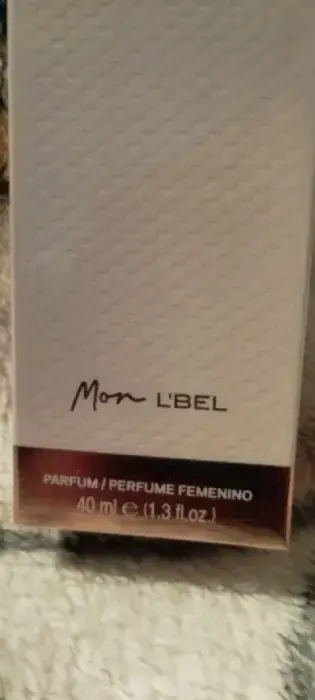 Mon L'BEL
PARFUM / PERFUME FEMENINO
40 ml ℮ (1.3 fl.oz.)